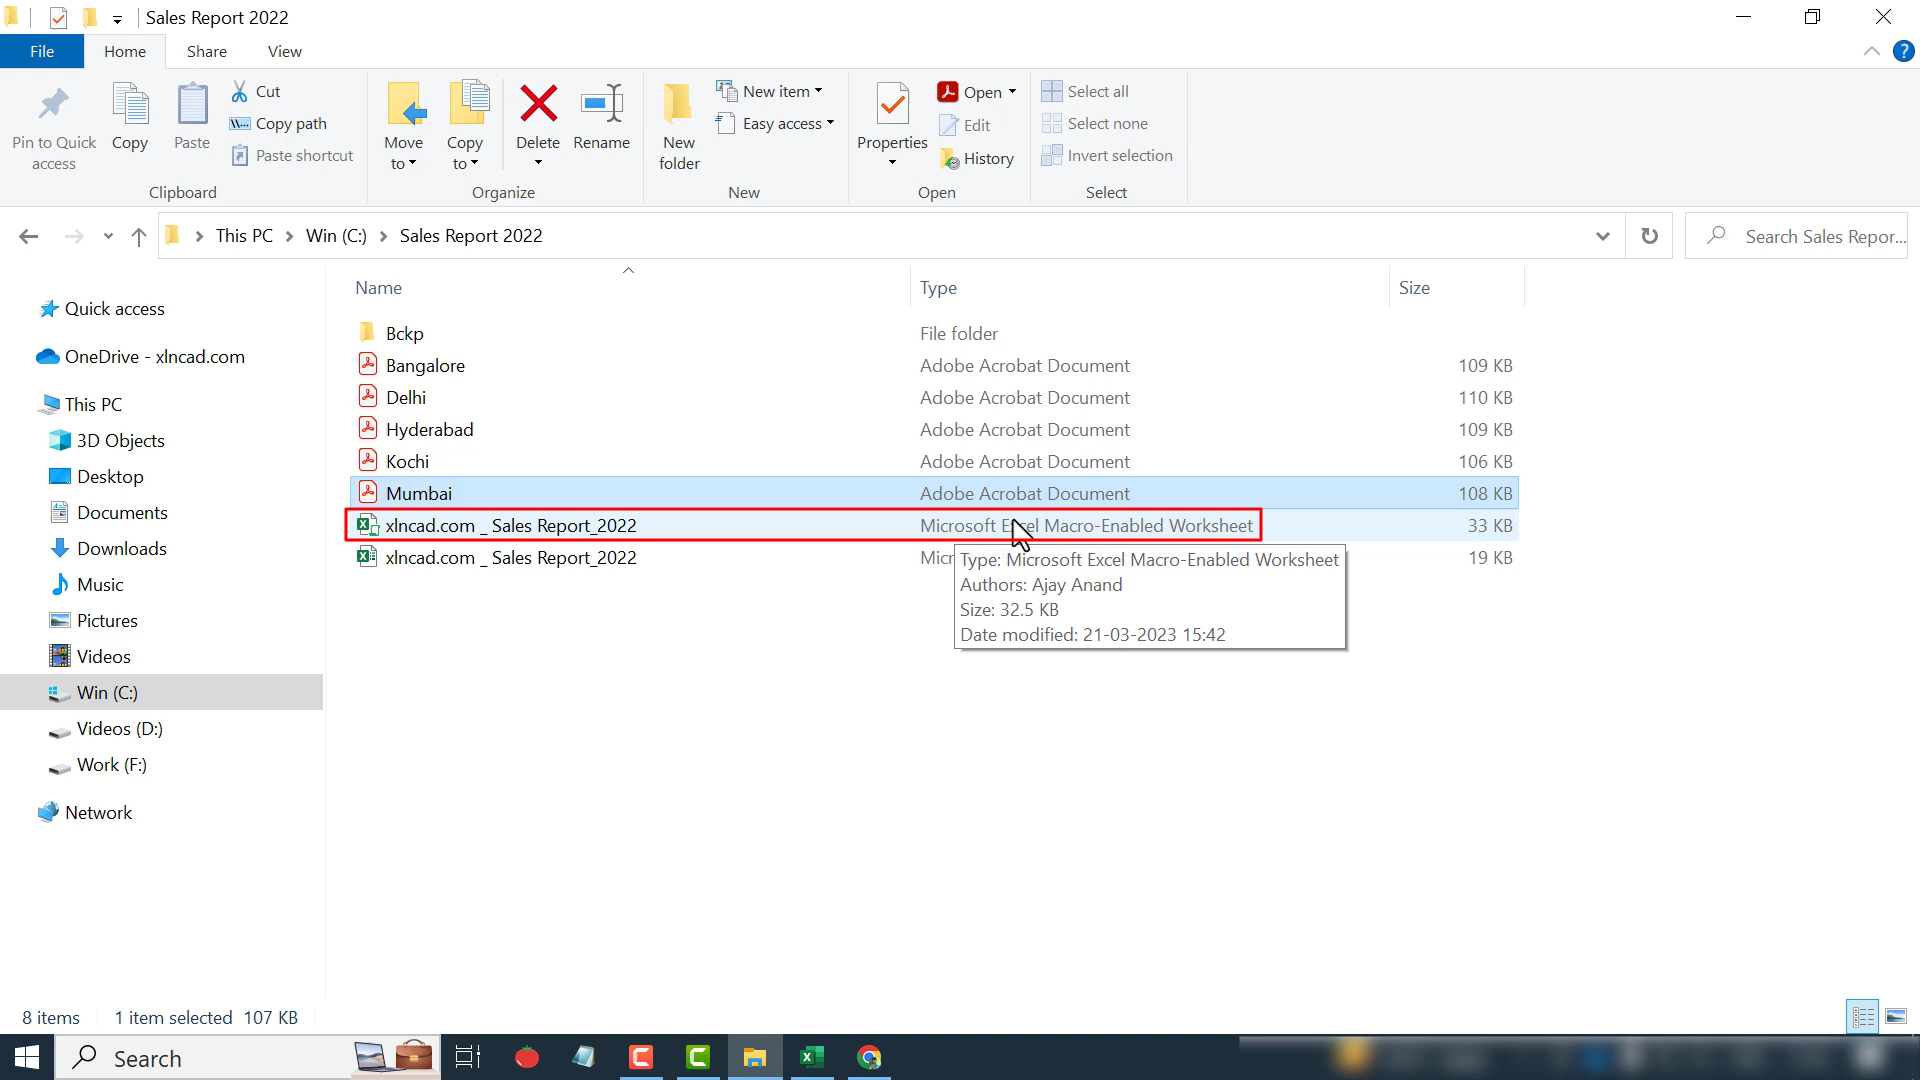 Sales Report 2022
File
Home
Share
View
?
Pin to Quick access
Copy
Paste
Cut
Copy path
Paste shortcut
Clipboard
Move to
Copy to
Delete
Rename
Organize
New folder
New item
Easy access
New
Properties
Open
Edit
History
Open
Select all
Select none
Invert selection
Select
This PC
Win (C:)
Sales Report 2022
Search Sales Repor...
Name
Type
Size
Quick access
OneDrive - xlncad.com
This PC
3D Objects
Desktop
Documents
Downloads
Music
Pictures
Videos
Win (C:)
Videos (D:)
Work (F:)
Network
Bckp File folder
Bangalore Adobe Acrobat Document 109 KB
Delhi Adobe Acrobat Document 110 KB
Hyderabad Adobe Acrobat Document 109 KB
Kochi Adobe Acrobat Document 106 KB
Mumbai Adobe Acrobat Document 108 KB
xlncad.com _ Sales Report_2022 Microsoft Excel Macro-Enabled Worksheet 33 KB
xlncad.com _ Sales Report_2022 Micr 19 KB
Type: Microsoft Excel Macro-Enabled Worksheet
Authors: Ajay Anand
Size: 32.5 KB
Date modified: 21-03-2023 15:42
8 items 1 item selected 107 KB
Search